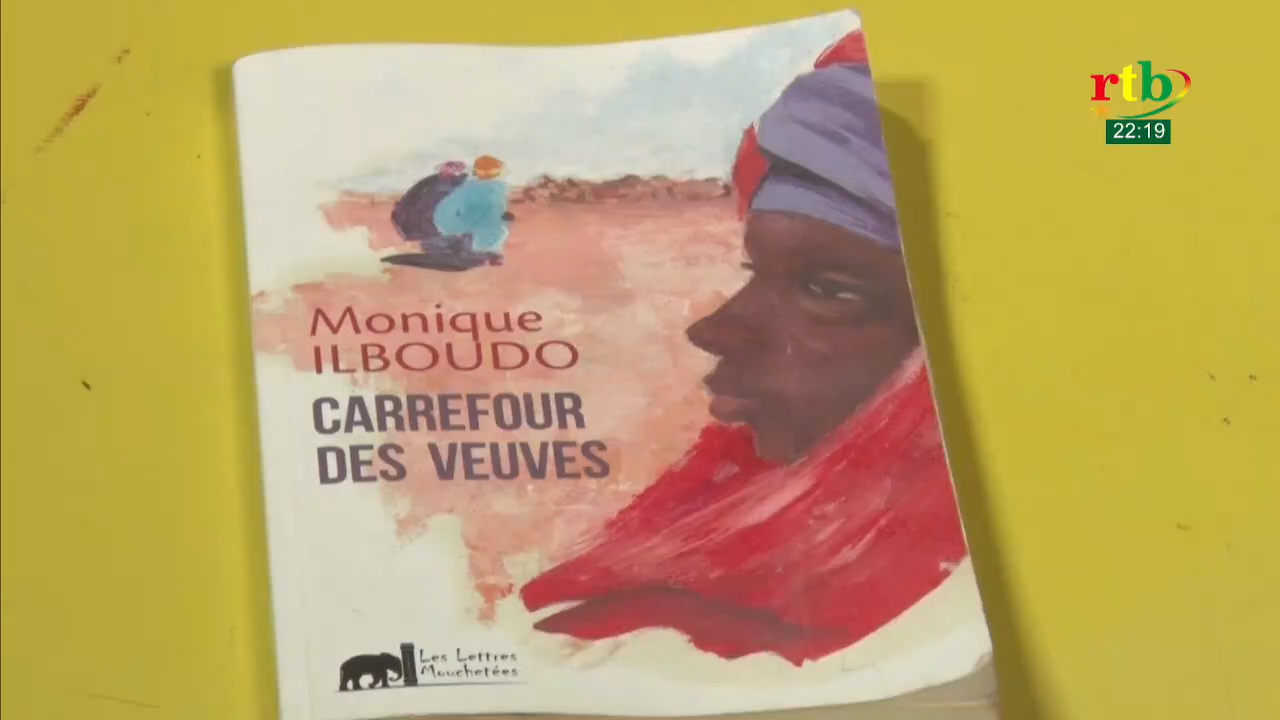 rtb
22:19
Monique
ILBOUDO
CARREFOUR
DES VEUVES
Les Lettres
Mouchetées